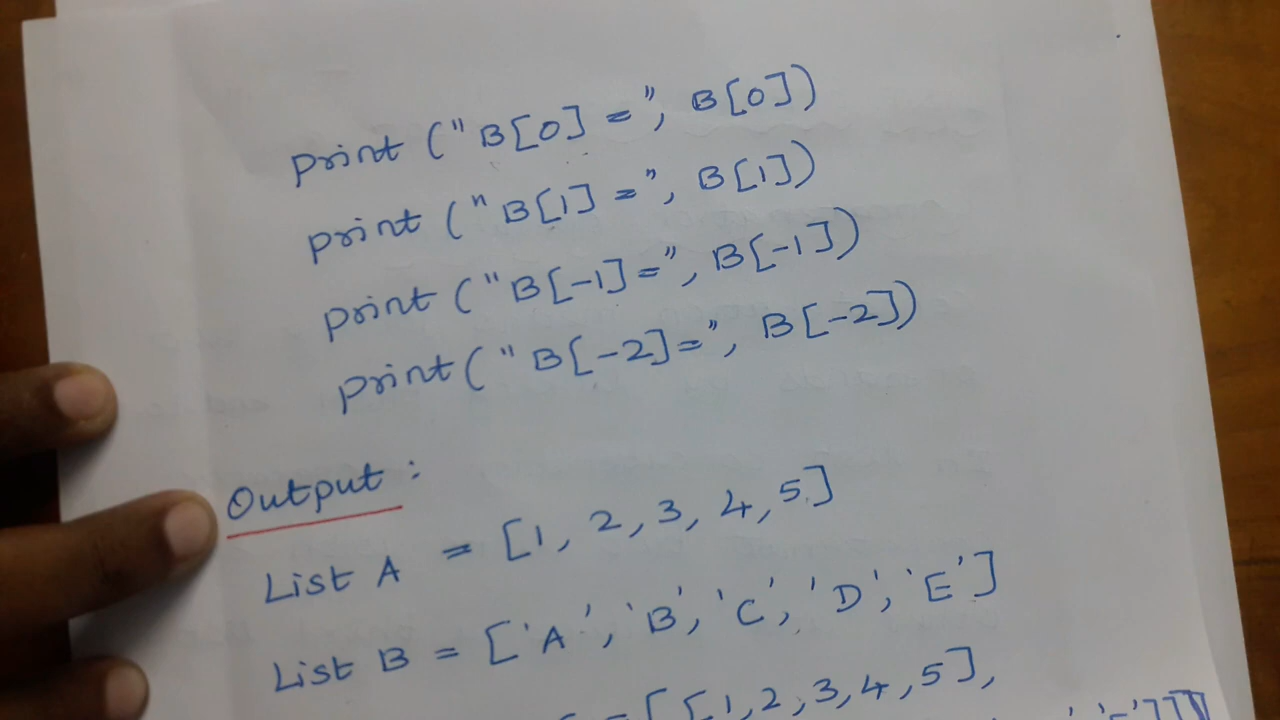 print ("B[0] =", B[0])
print ("B[1] =", B[1])
print ("B[-1]=", B[-1])
print ("B[-2]=", B[-2])
Output :
List A = [1, 2, 3, 4, 5]
List B = ['A', 'B', 'C', 'D', 'E']
= [[1,2,3,4,5],